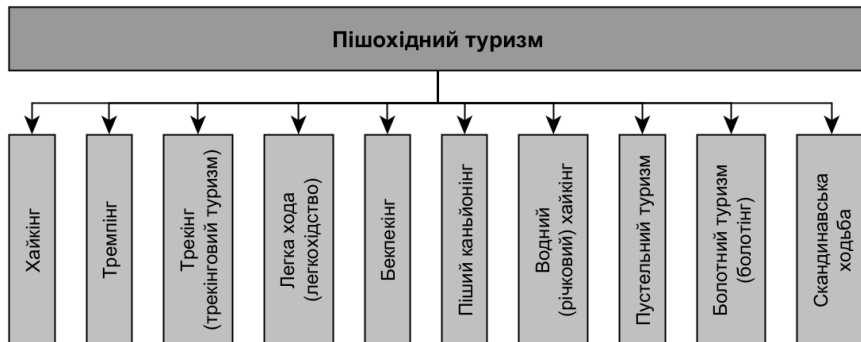 Пішохідний туризм
Хайкінг
Тремпінг
Трекінг
(трекінговий туризм)
Легка хода
(легкохідство)
Бекпекінг
Піший каньйонінг
Водний
(річковий) хайкінг
Пустельний туризм
Болотний туризм
(болотінг)
Скандинавська
ходьба